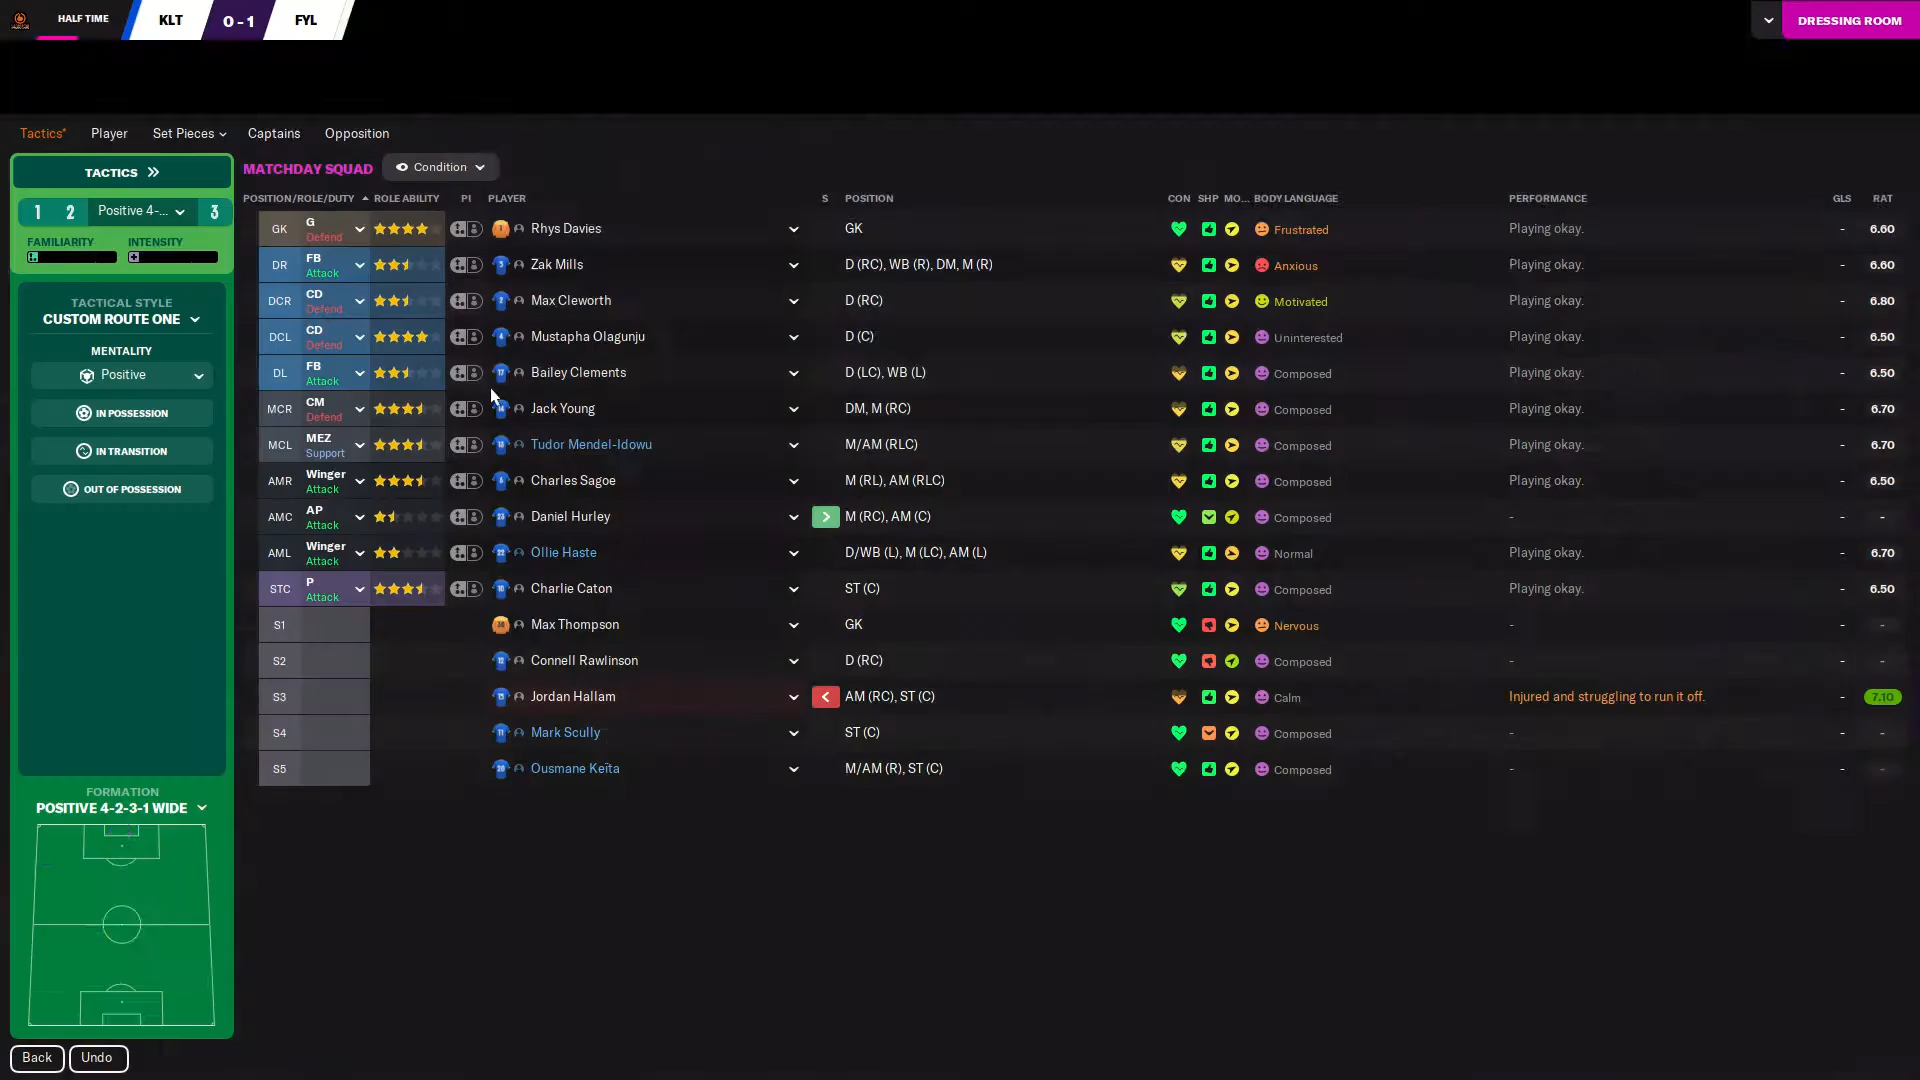 HALF TIME KLT 0 - 1 FYL DRESSING ROOM
Tactics* Player Set Pieces Captains Opposition
TACTICS
1 2 Positive 4-... 3
FAMILIARITY INTENSITY
TACTICAL STYLE
CUSTOM ROUTE ONE
MENTALITY
Positive
IN POSSESSION
IN TRANSITION
OUT OF POSSESSION
FORMATION
POSITIVE 4-2-3-1 WIDE
Back Undo
MATCHDAY SQUAD Condition
POSITION/ROLE/DUTY ROLE ABILITY PI PLAYER S POSITION CON SHP MO... BODY LANGUAGE PERFORMANCE GLS RAT
GK G Defend Rhys Davies GK Frustrated Playing okay. - 6.60
DR FB Attack Zak Mills D (RC), WB (R), DM, M (R) Anxious Playing okay. - 6.60
DCR CD Defend Max Cleworth D (RC) Motivated Playing okay. - 6.80
DCL CD Defend Mustapha Olagunju D (C) Uninterested Playing okay. - 6.50
DL FB Attack Bailey Clements D (LC), WB (L) Composed Playing okay. - 6.50
MCR CM Defend Jack Young DM, M (RC) Composed Playing okay. - 6.70
MCL MEZ Support Tudor Mendel-Idowu M/AM (RLC) Composed Playing okay. - 6.70
AMR Winger Attack Charles Sagoe M (RL), AM (RLC) Composed Playing okay. - 6.50
AMC AP Attack Daniel Hurley M (RC), AM (C) Composed - - -
AML Winger Attack Ollie Haste D/WB (L), M (LC), AM (L) Normal Playing okay. - 6.70
STC P Attack Charlie Caton ST (C) Composed Playing okay. - 6.50
S1 Max Thompson GK Nervous - - -
S2 Connell Rawlinson D (RC) Composed - - -
S3 Jordan Hallam AM (RC), ST (C) Calm Injured and struggling to run it off. - 7.10
S4 Mark Scully ST (C) Composed - - -
S5 Ousmane Keïta M/AM (R), ST (C) Composed - - -